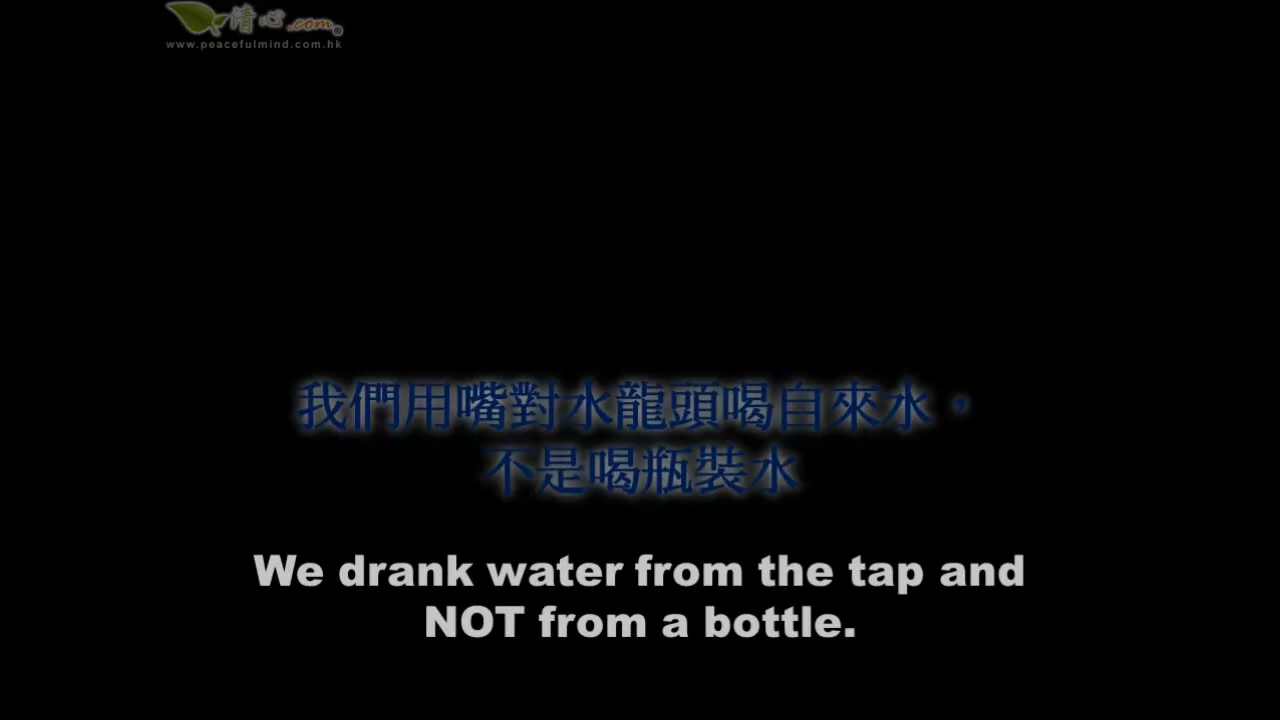 清心.com
www.peacefulmind.com.hk
我們用嘴對水龍頭喝自來水，
不是喝瓶裝水
We drank water from the tap and
NOT from a bottle.